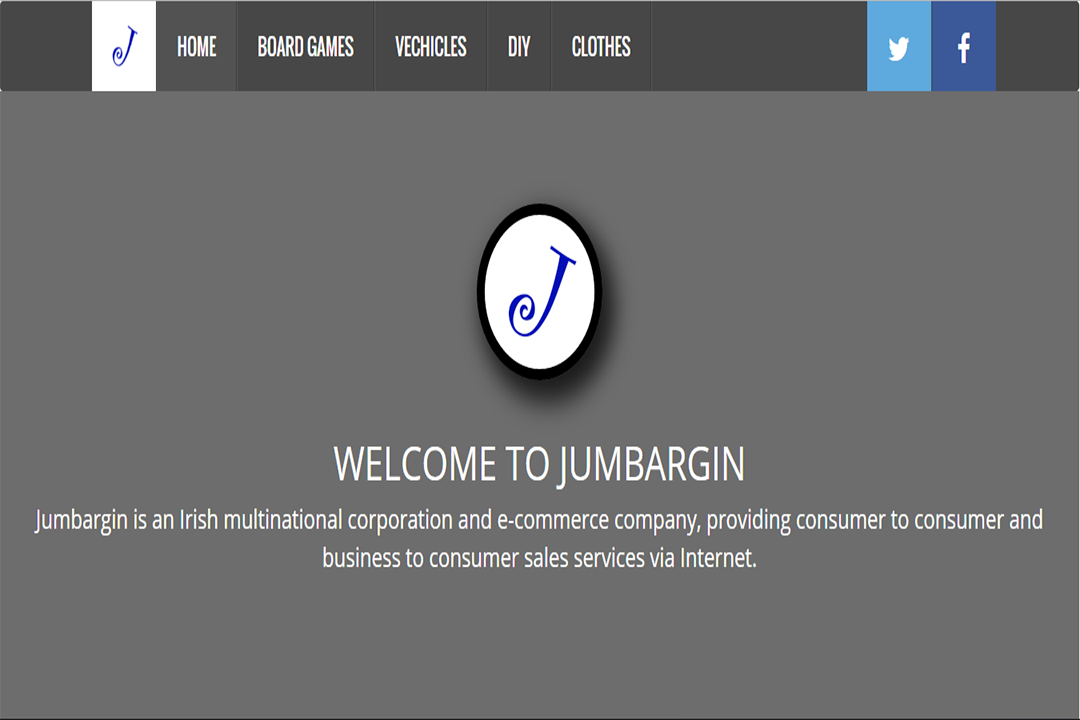 J
HOME
BOARD GAMES
VECHICLES
DIY
CLOTHES
J
WELCOME TO JUMBARGIN
Jumbargin is an Irish multinational corporation and e-commerce company, providing consumer to consumer and
business to consumer sales services via Internet.